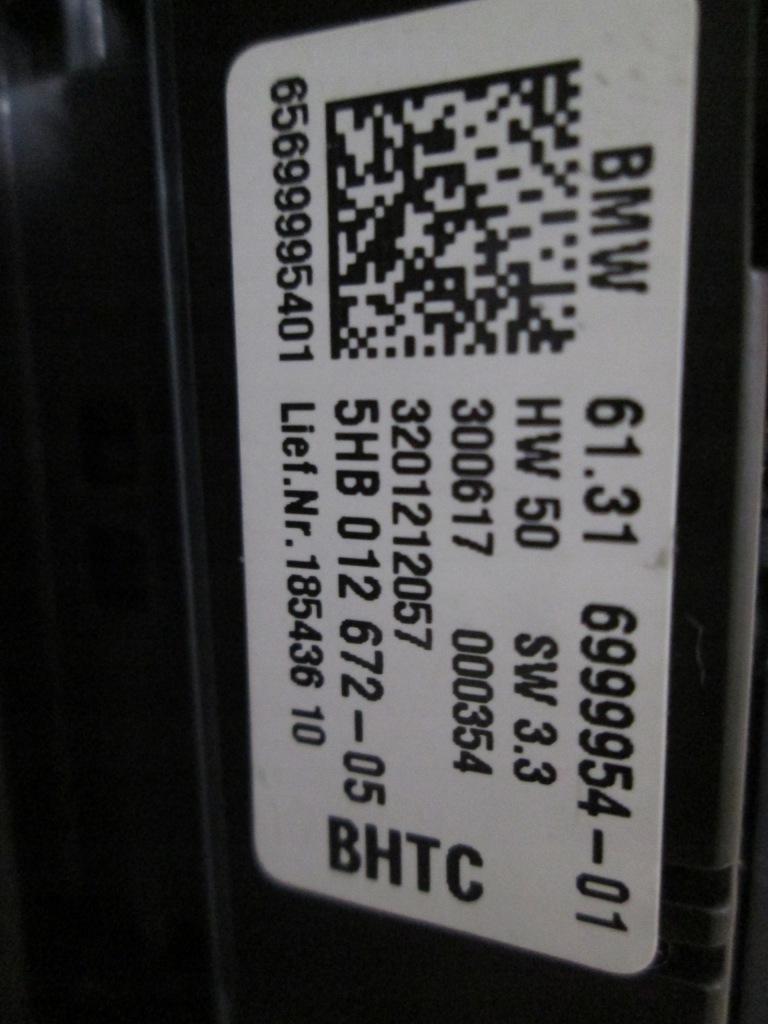 BMW 61.31 6999954-01
HW 50 SW 3.3
300617 000354
3201212057
5HB 012 672-05
BHTC
65699995401 Lief.Nr. 185436 10